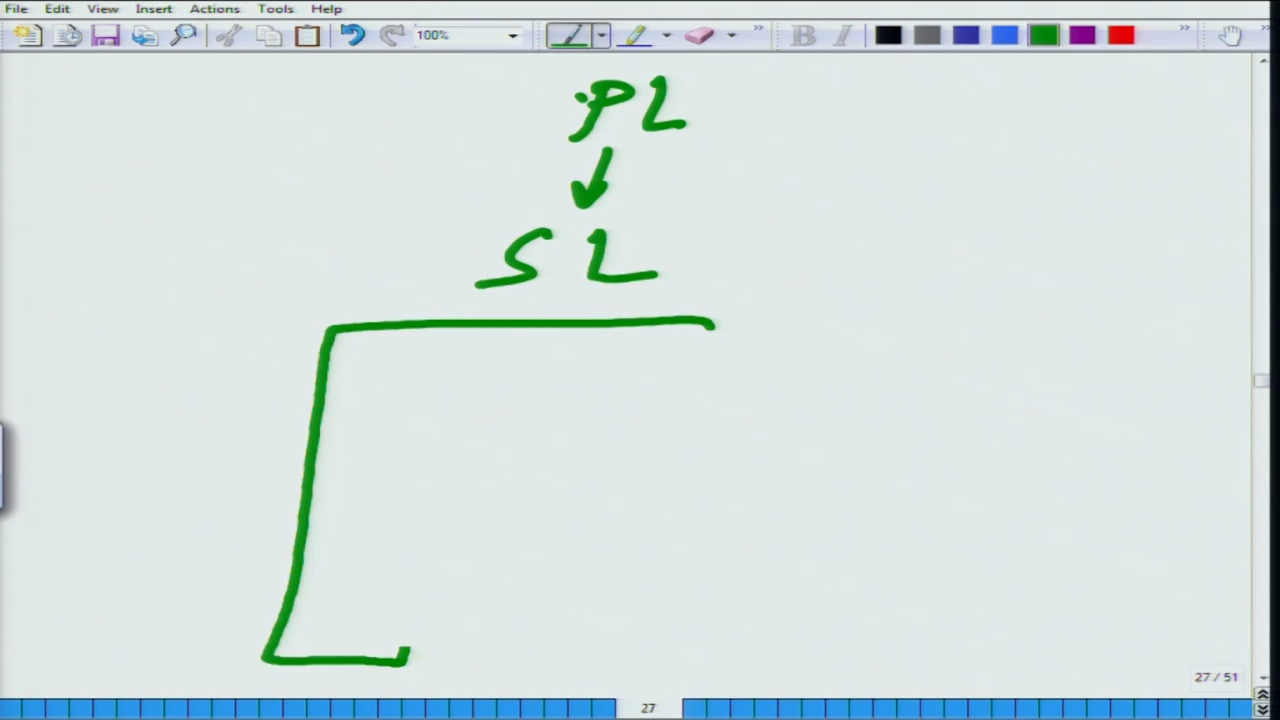 File Edit View Insert Actions Tools Help
100% B I
PL
↓
SL
27 / 51
27